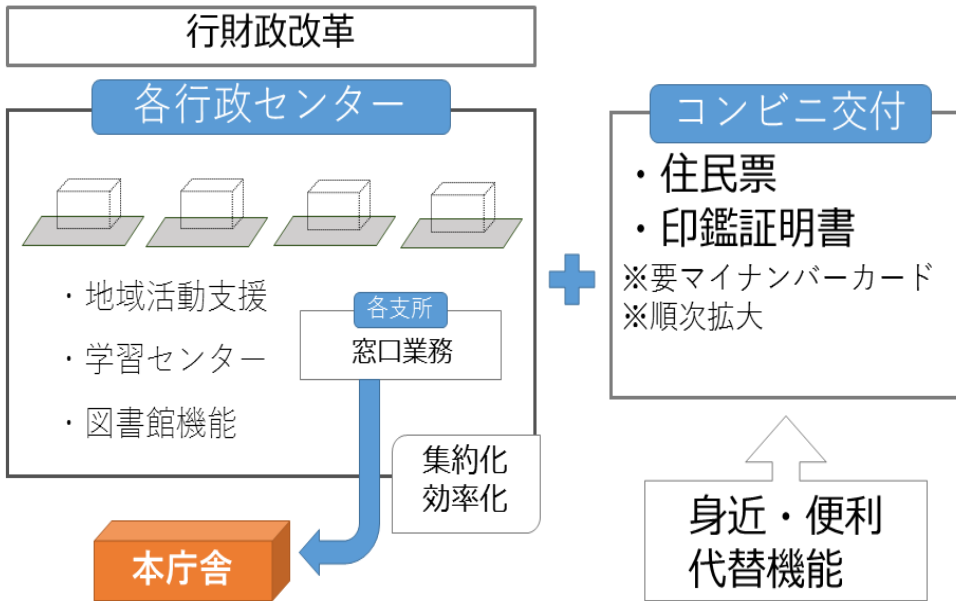 行財政改革
各行政センター
・地域活動支援
・学習センター
・図書館機能
各支所
窓口業務
集約化
効率化
本庁舎
コンビニ交付
・住民票
・印鑑証明書
※要マイナンバーカード
※順次拡大
身近・便利
代替機能